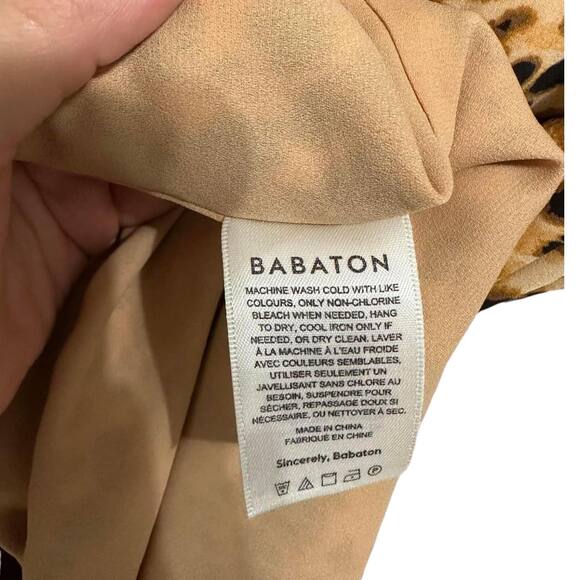 BABATON
MACHINE WASH COLD WITH LIKE
COLOURS, ONLY NON-CHLORINE
BLEACH WHEN NEEDED, HANG
TO DRY, COOL IRON ONLY IF
NEEDED, OR DRY CLEAN. LAVER
À LA MACHINE À L'EAU FROIDE
AVEC COULEURS SEMBLABLES,
UTILISER SEULEMENT UN
JAVELLISANT SANS CHLORE AU
BESOIN, SUSPENDRE POUR
SÉCHER, REPASSAGE DOUX SI
NÉCESSAIRE, OU NETTOYER À SEC.
MADE IN CHINA
FABRIQUÉ EN CHINE
Sincerely, Babaton